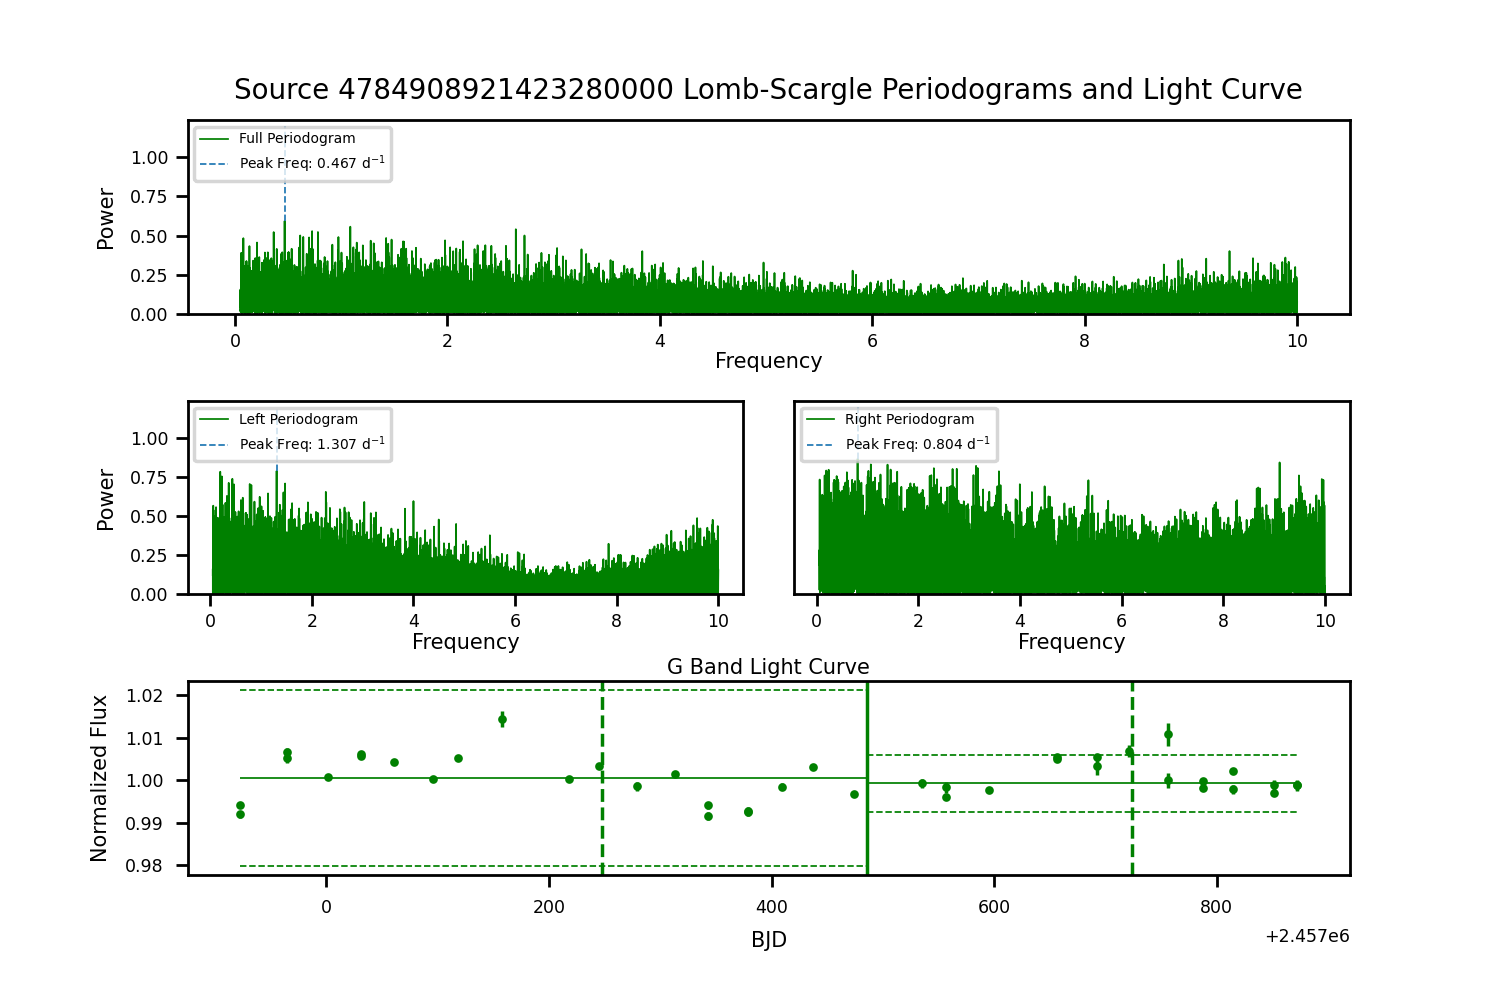 Source 4784908921423280000 Lomb-Scargle Periodograms and Light Curve
Full Periodogram
Peak Freq: 0.467 d⁻¹
Power
1.00
0.75
0.50
0.25
0.00
0 2 4 6 8 10
Frequency
Left Periodogram
Peak Freq: 1.307 d⁻¹
Power
1.00
0.75
0.50
0.25
0.00
0 2 4 6 8 10
Frequency
Right Periodogram
Peak Freq: 0.804 d⁻¹
0 2 4 6 8 10
Frequency
G Band Light Curve
Normalized Flux
1.02
1.01
1.00
0.99
0.98
0 200 400 600 800
BJD
+2.457e6